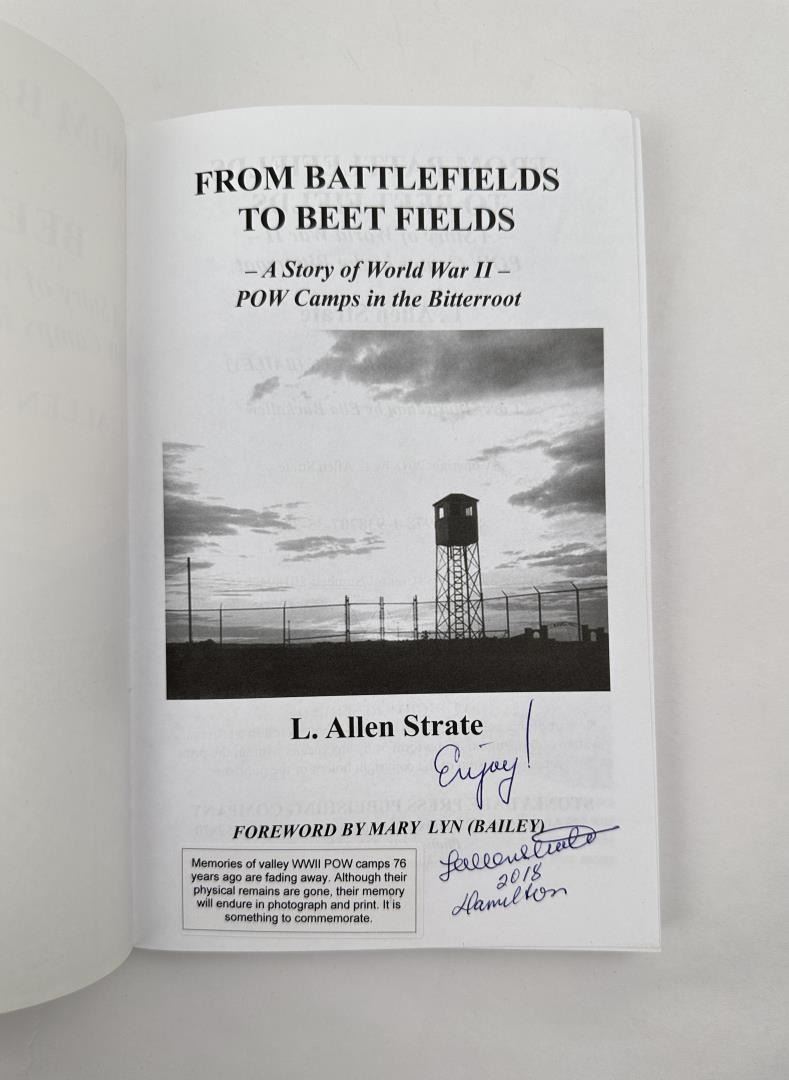 FROM BATTLEFIELDS
TO BEET FIELDS
– A Story of World War II –
POW Camps in the Bitterroot
L. Allen Strate
Enjoy!
FOREWORD BY MARY LYN (BAILEY)
Memories of valley WWII POW camps 76
years ago are fading away. Although their
physical remains are gone, their memory
will endure in photograph and print. It is
something to commemorate.
L Allen Strate
2018
Hamilton